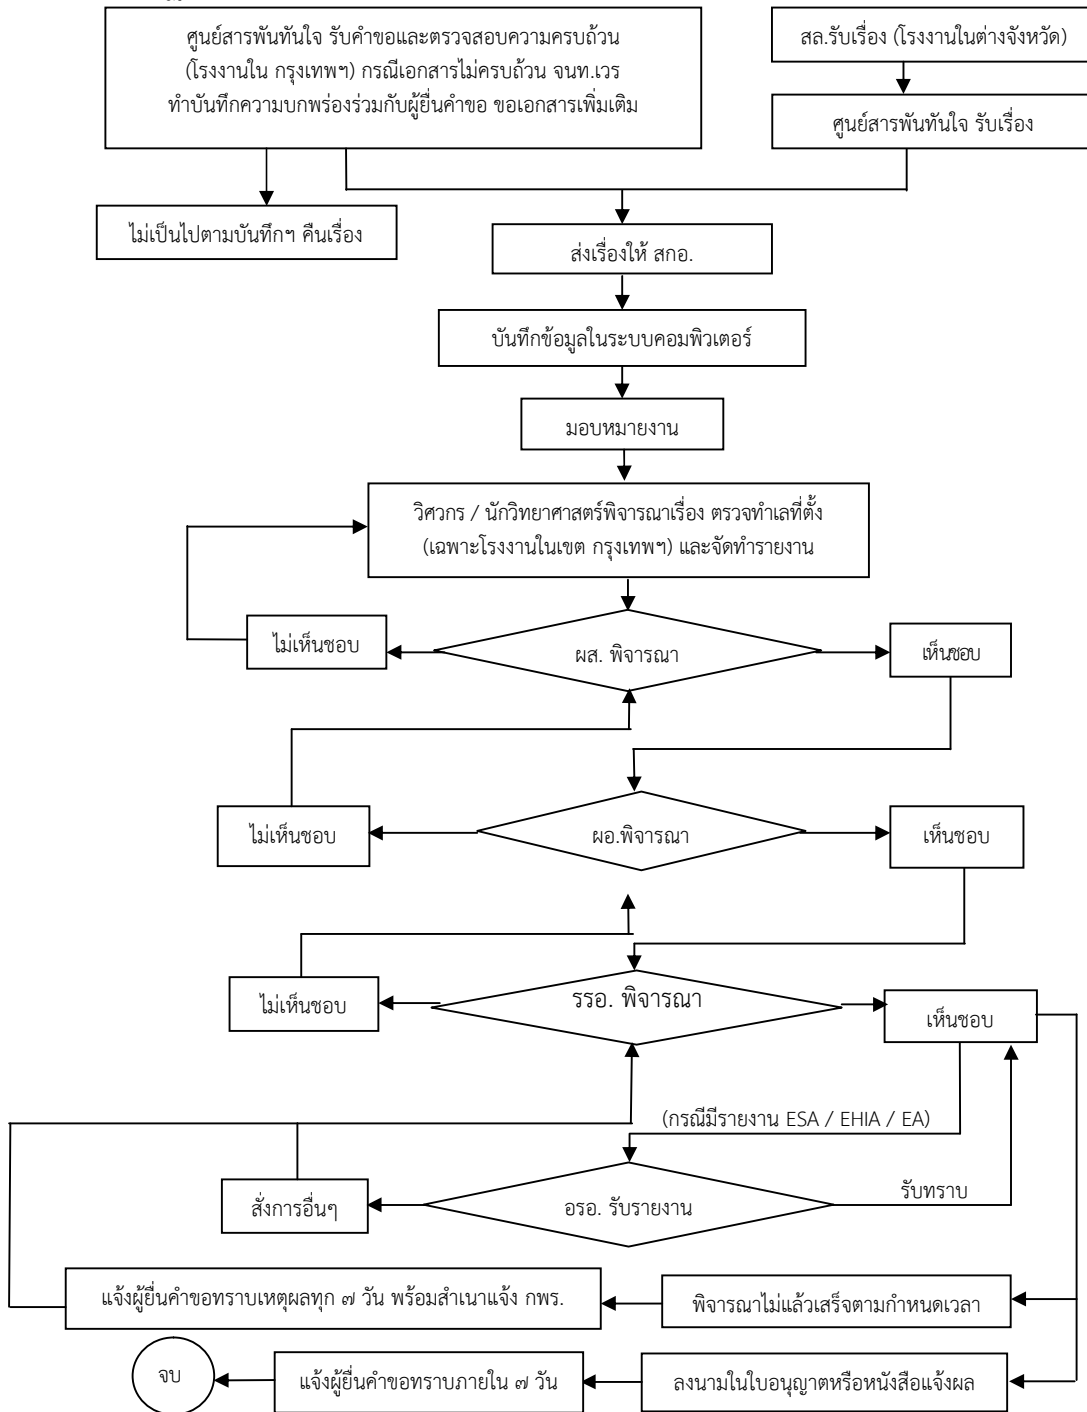 ศูนย์สารพันทันใจ รับคำขอและตรวจสอบความครบถ้วน
(โรงงานใน กรุงเทพฯ) กรณีเอกสารไม่ครบถ้วน จนท.เวร
ทำบันทึกความบกพร่องร่วมกับผู้ยื่นคำขอ ขอเอกสารเพิ่มเติม
สล.รับเรื่อง (โรงงานในต่างจังหวัด)
ศูนย์สารพันทันใจ รับเรื่อง
ไม่เป็นไปตามบันทึกฯ คืนเรื่อง
ส่งเรื่องให้ สกอ.
บันทึกข้อมูลในระบบคอมพิวเตอร์
มอบหมายงาน
วิศวกร / นักวิทยาศาสตร์พิจารณาเรื่อง ตรวจทำเลที่ตั้ง
(เฉพาะโรงงานในเขต กรุงเทพฯ) และจัดทำรายงาน
ไม่เห็นชอบ
ผส. พิจารณา
เห็นชอบ
ไม่เห็นชอบ
ผอ.พิจารณา
เห็นชอบ
ไม่เห็นชอบ
รรอ. พิจารณา
เห็นชอบ
(กรณีมีรายงาน ESA / EHIA / EA)
สั่งการอื่นๆ
อรอ. รับรายงาน
รับทราบ
แจ้งผู้ยื่นคำขอทราบเหตุผลทุก ๗ วัน พร้อมสำเนาแจ้ง กพร.
พิจารณาไม่แล้วเสร็จตามกำหนดเวลา
จบ
แจ้งผู้ยื่นคำขอทราบภายใน ๗ วัน
ลงนามในใบอนุญาตหรือหนังสือแจ้งผล